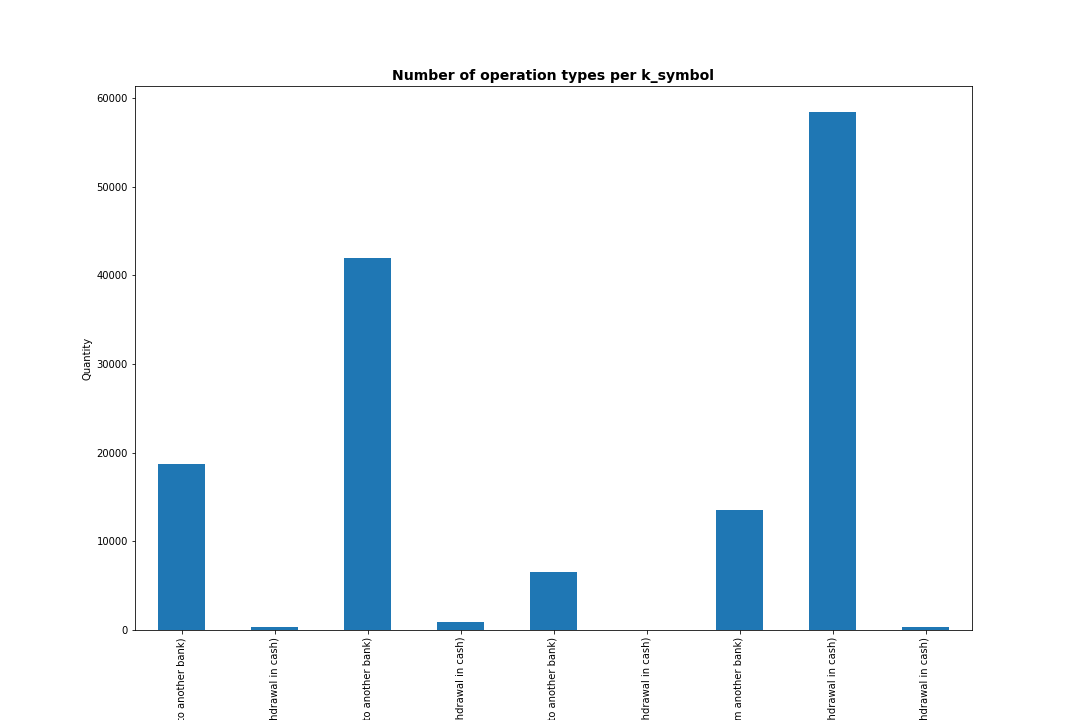 Number of operation types per k_symbol
60000
50000
40000
30000
20000
10000
0
Quantity
to another bank)
hdrawal in cash)
to another bank)
hdrawal in cash)
to another bank)
hdrawal in cash)
m another bank)
hdrawal in cash)
hdrawal in cash)